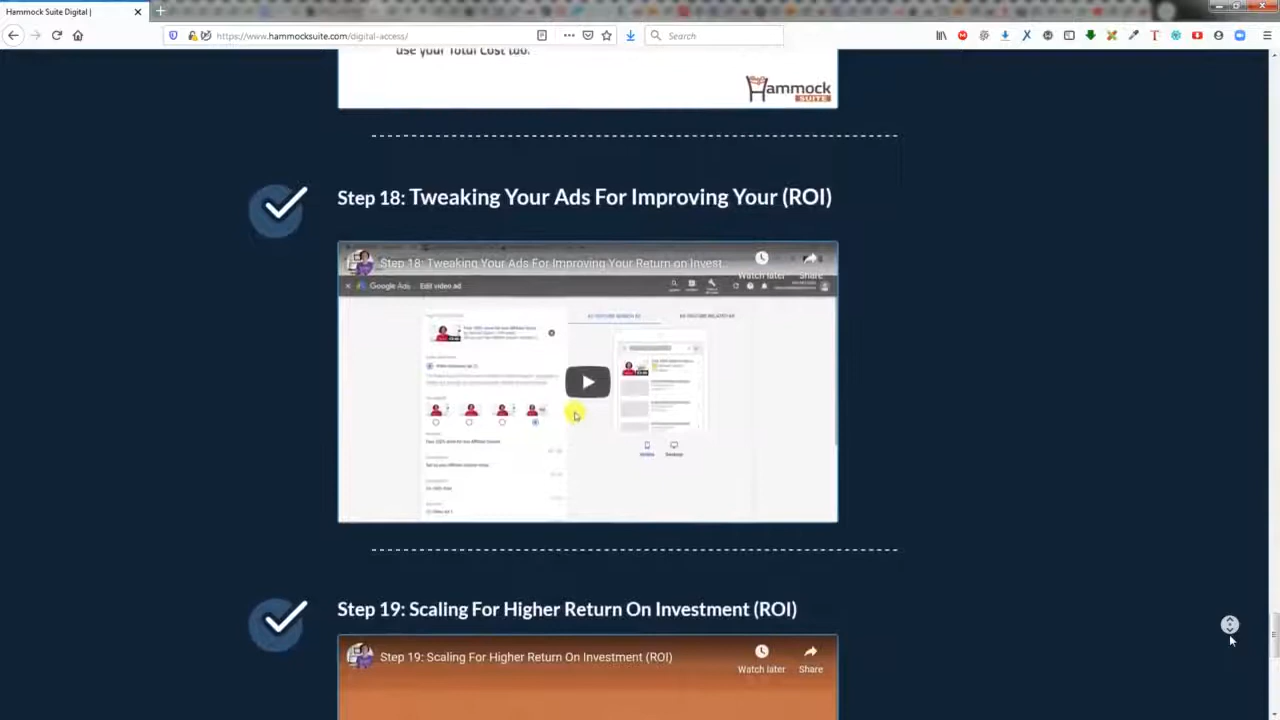 Hammock Suite Digital |
https://www.hammocksuite.com/digital-access/
Search
use your Total Cost too.
Hammock
SUITE
Step 18: Tweaking Your Ads For Improving Your (ROI)
Step 18: Tweaking Your Ads For Improving Your Return on Invest...
Watch later
Share
Google Ads
Edit video ad
Mobile
Desktop
Step 19: Scaling For Higher Return On Investment (ROI)
Step 19: Scaling For Higher Return On Investment (ROI)
Watch later
Share